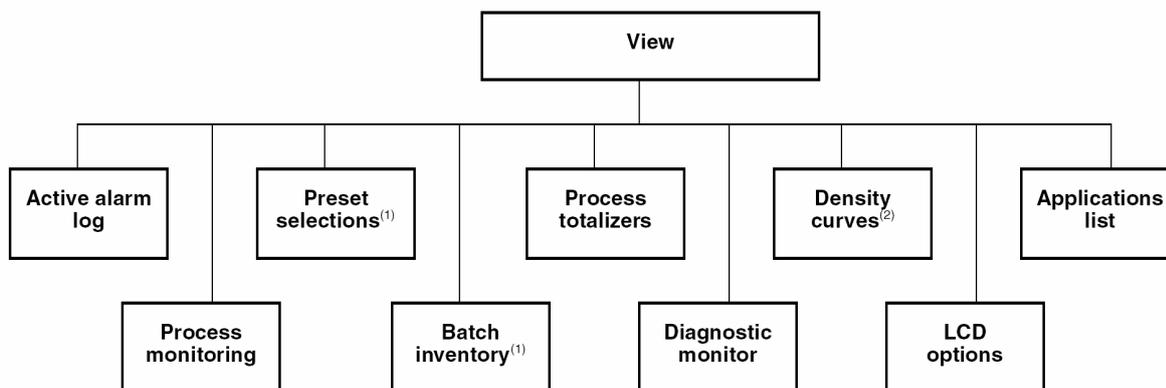 View
Active alarm
log
Preset
selections(1)
Process
totalizers
Density
curves(2)
Applications
list
Process
monitoring
Batch
inventory(1)
Diagnostic
monitor
LCD
options